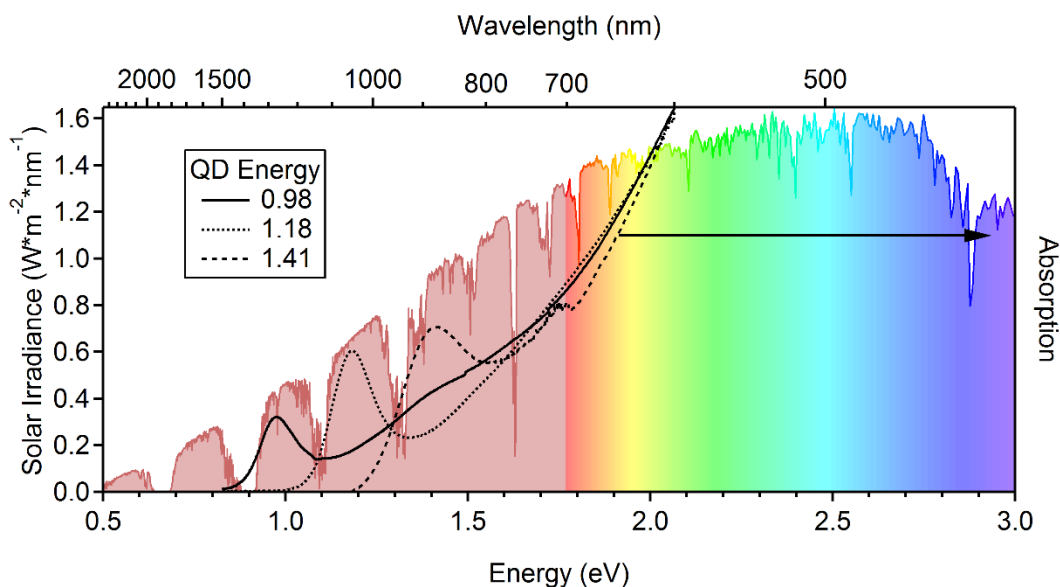 Wavelength (nm)
2000 1500 1000 800 700 500
Solar Irradiance (W*m-2*nm-1)
1.6
1.4
1.2
1.0
0.8
0.6
0.4
0.2
0.0
QD Energy
0.98
1.18
1.41
Absorption
0.5 1.0 1.5 2.0 2.5 3.0
Energy (eV)